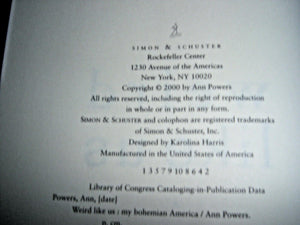 SIMON & SCHUSTER
Rockefeller Center
1230 Avenue of the Americas
New York, NY 10020
Copyright © 2000 by Ann Powers
All rights reserved, including the right of reproduction
in whole or in part in any form.
SIMON & SCHUSTER and colophon are registered trademarks
of Simon & Schuster, Inc.
Designed by Karolina Harris
Manufactured in the United States of America
1 3 5 7 9 10 8 6 4 2
Library of Congress Cataloging-in-Publication Data
Powers, Ann, [date]
Weird like us : my bohemian America / Ann Powers.
p. cm.